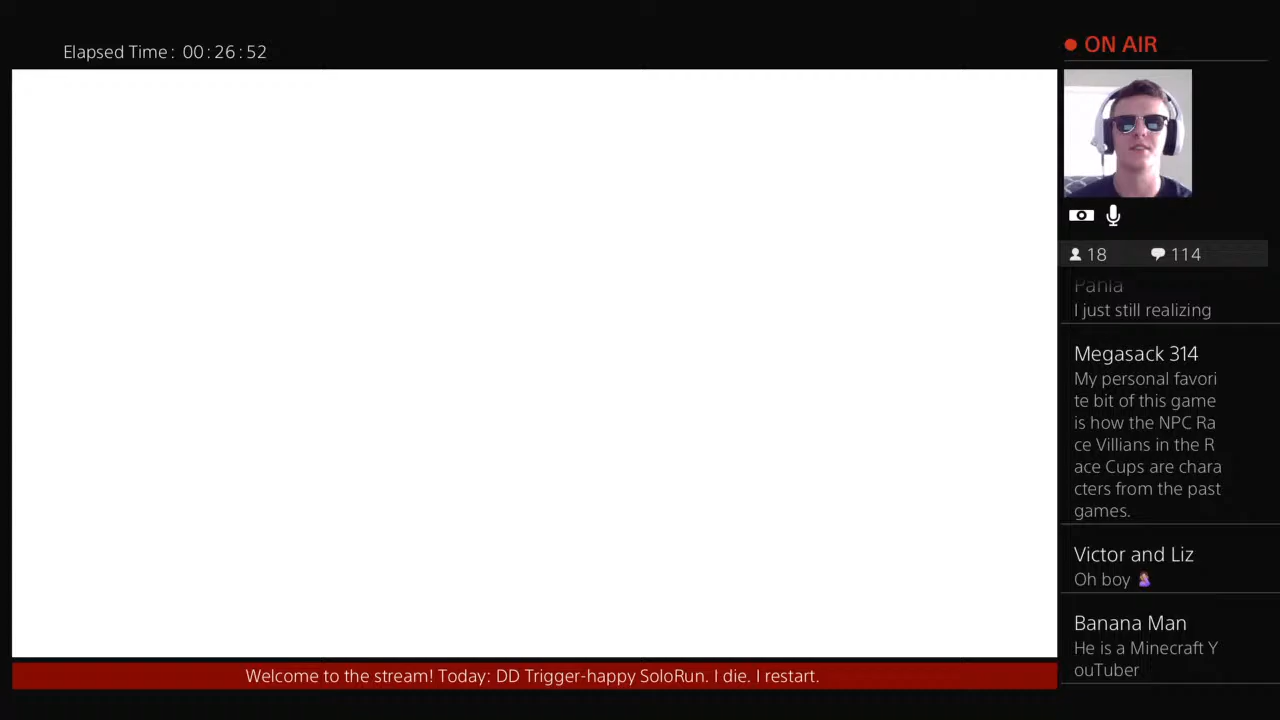 Elapsed Time: 00:26:52
ON AIR
18 114
Pahla
I just still realizing
Megasack 314
My personal favori
te bit of this game
is how the NPC Ra
ce Villians in the R
ace Cups are chara
cters from the past
games.
Victor and Liz
Oh boy
Banana Man
He is a Minecraft Y
ouTuber
Welcome to the stream! Today: DD Trigger-happy SoloRun. I die. I restart.